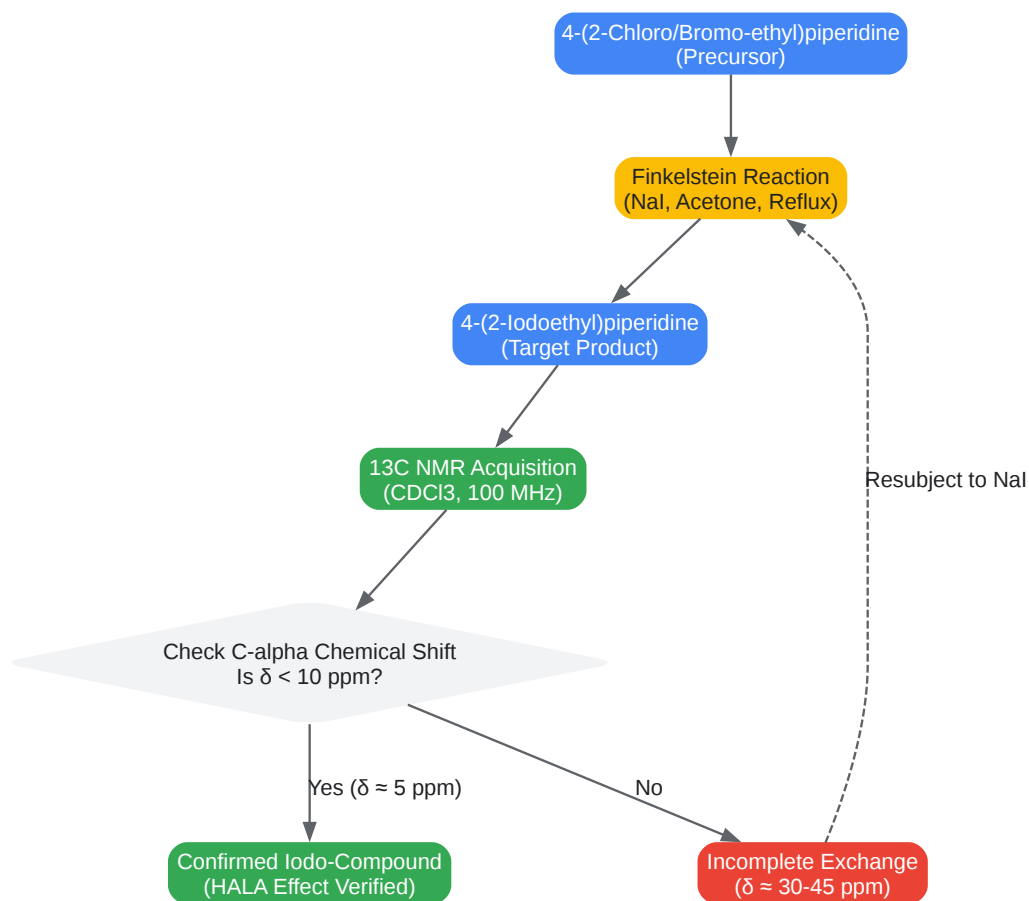 4-(2-Chloro/Bromo-ethyl)piperidine
(Precursor)
Finkelstein Reaction
(NaI, Acetone, Reflux)
4-(2-Iodoethyl)piperidine
(Target Product)
13C NMR Acquisition
(CDCl3, 100 MHz)
Resubject to NaI
Check C-alpha Chemical Shift
Is δ < 10 ppm?
Yes (δ ≈ 5 ppm)
No
Confirmed Iodo-Compound
(HALA Effect Verified)
Incomplete Exchange
(δ ≈ 30-45 ppm)